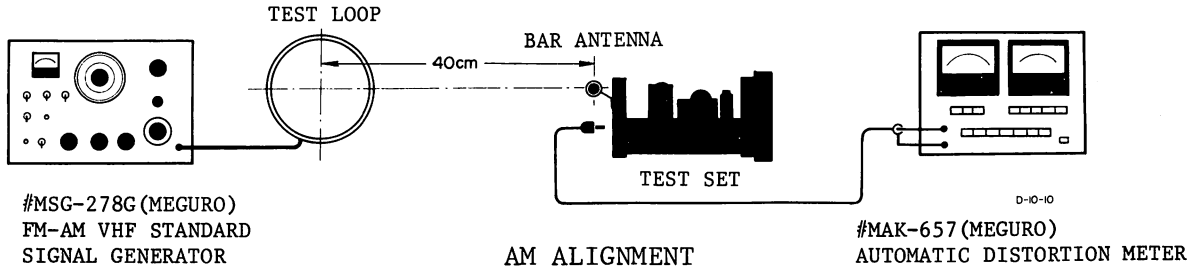 TEST LOOP
BAR ANTENNA
40cm
TEST SET
D-10-10
#MSG-278G(MEGURO)
FM-AM VHF STANDARD
SIGNAL GENERATOR
AM ALIGNMENT
#MAK-657(MEGURO)
AUTOMATIC DISTORTION METER